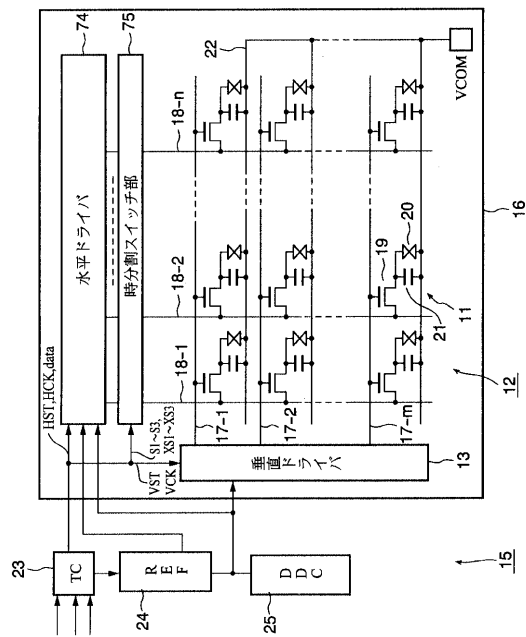 74
75
水平ドライバ
時分割スイッチ部
HST,HCK,data
S1~S3,
XS1~XS3
VST
VCK
22
18-n
18-2
18-1
17-1
17-2
17-m
19
20
21
11
12
VCOM
16
垂直ドライバ
13
23
TC
REF
24
DDC
25
15